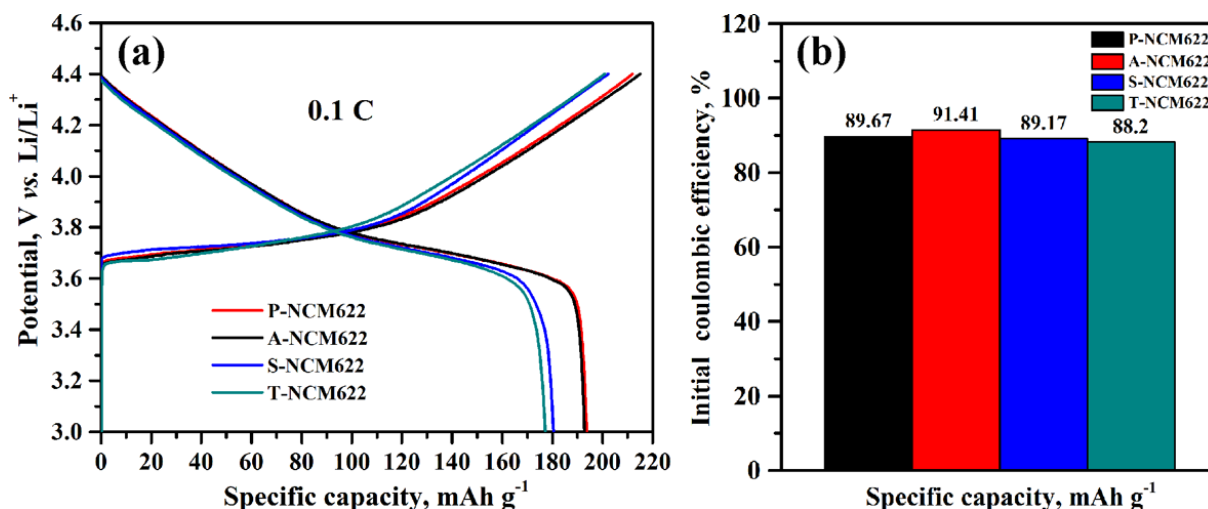 (a)
0.1 C
Potential, V vs. Li/Li⁺
4.6
4.4
4.2
4.0
3.8
3.6
3.4
3.2
3.0
P-NCM622
A-NCM622
S-NCM622
T-NCM622
0 20 40 60 80 100 120 140 160 180 200 220
Specific capacity, mAh g⁻¹
(b)
P-NCM622
A-NCM622
S-NCM622
T-NCM622
Initial coulombic efficiency, %
120
100
80
60
40
20
0
89.67 91.41 89.17 88.2
Specific capacity, mAh g⁻¹